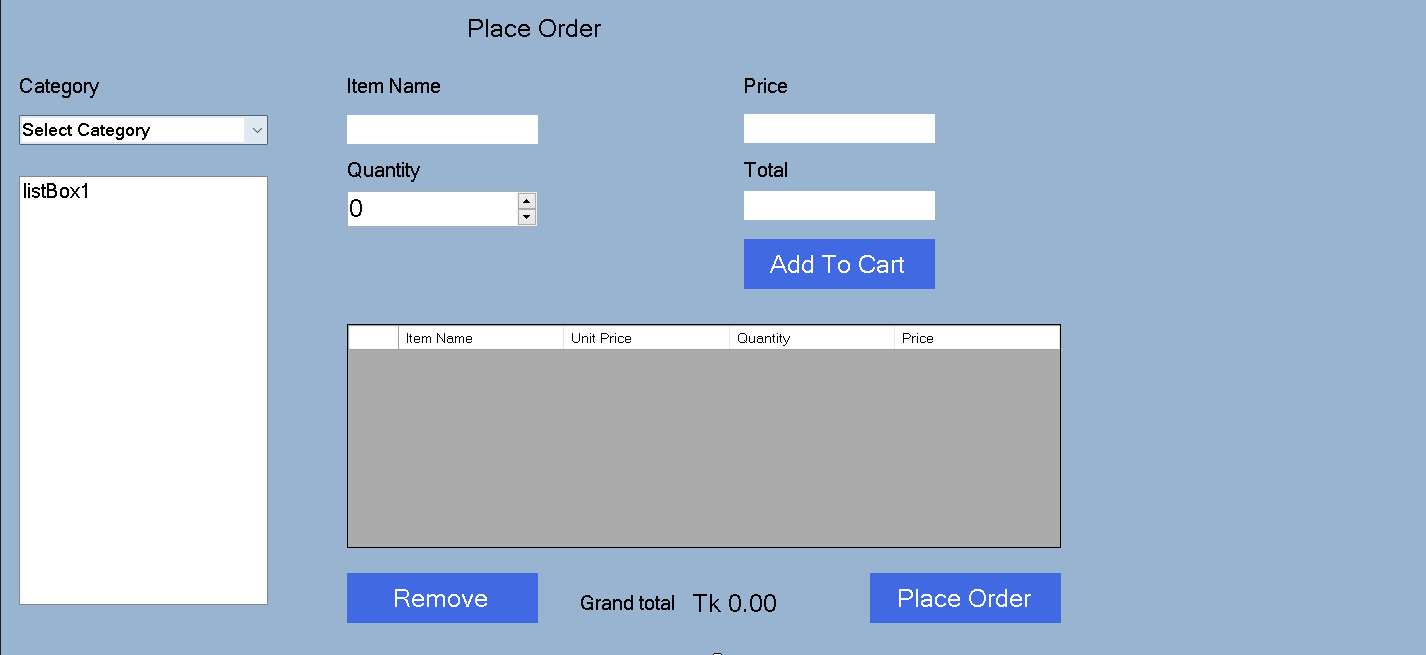 Place Order
Category
Item Name
Price
Select Category
Quantity
Total
listBox1
0
Add To Cart
Item Name Unit Price Quantity Price
Remove
Grand total Tk 0.00
Place Order